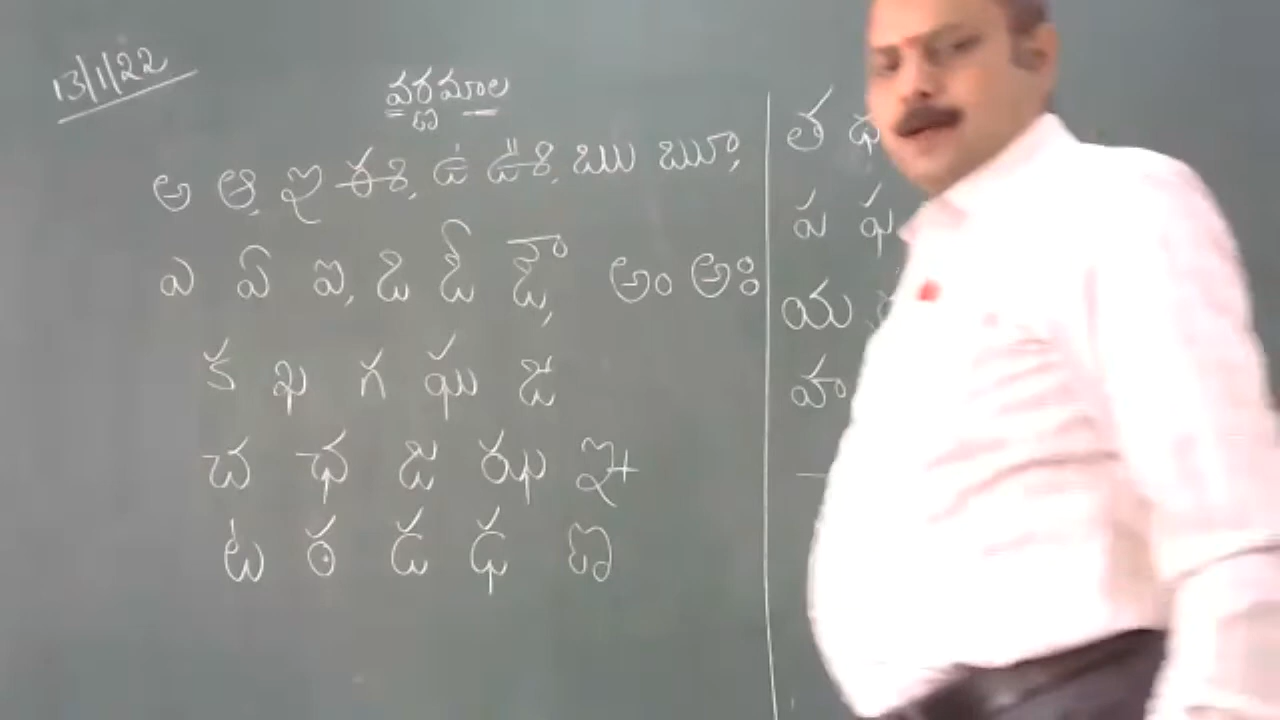 13/1/22
వర్ణమాల
అ ఆ ఇ ఈ ఉ ఊ ఋ ౠ
ఎ ఏ ఐ ఒ ఓ ఔ అం అః
క ఖ గ ఘ ఙ
చ ఛ జ ఝ ఞ
ట ఠ డ ఢ ణ
త థ
ప ఫ
య
హ